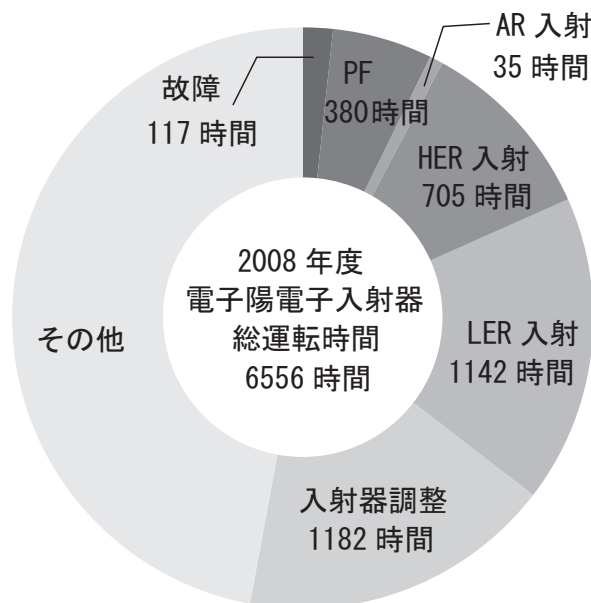 AR 入射
35 時間
PF
380時間
故障
117 時間
HER 入射
705 時間
2008 年度
電子陽電子入射器
総運転時間
6556 時間
その他
LER 入射
1142 時間
入射器調整
1182 時間